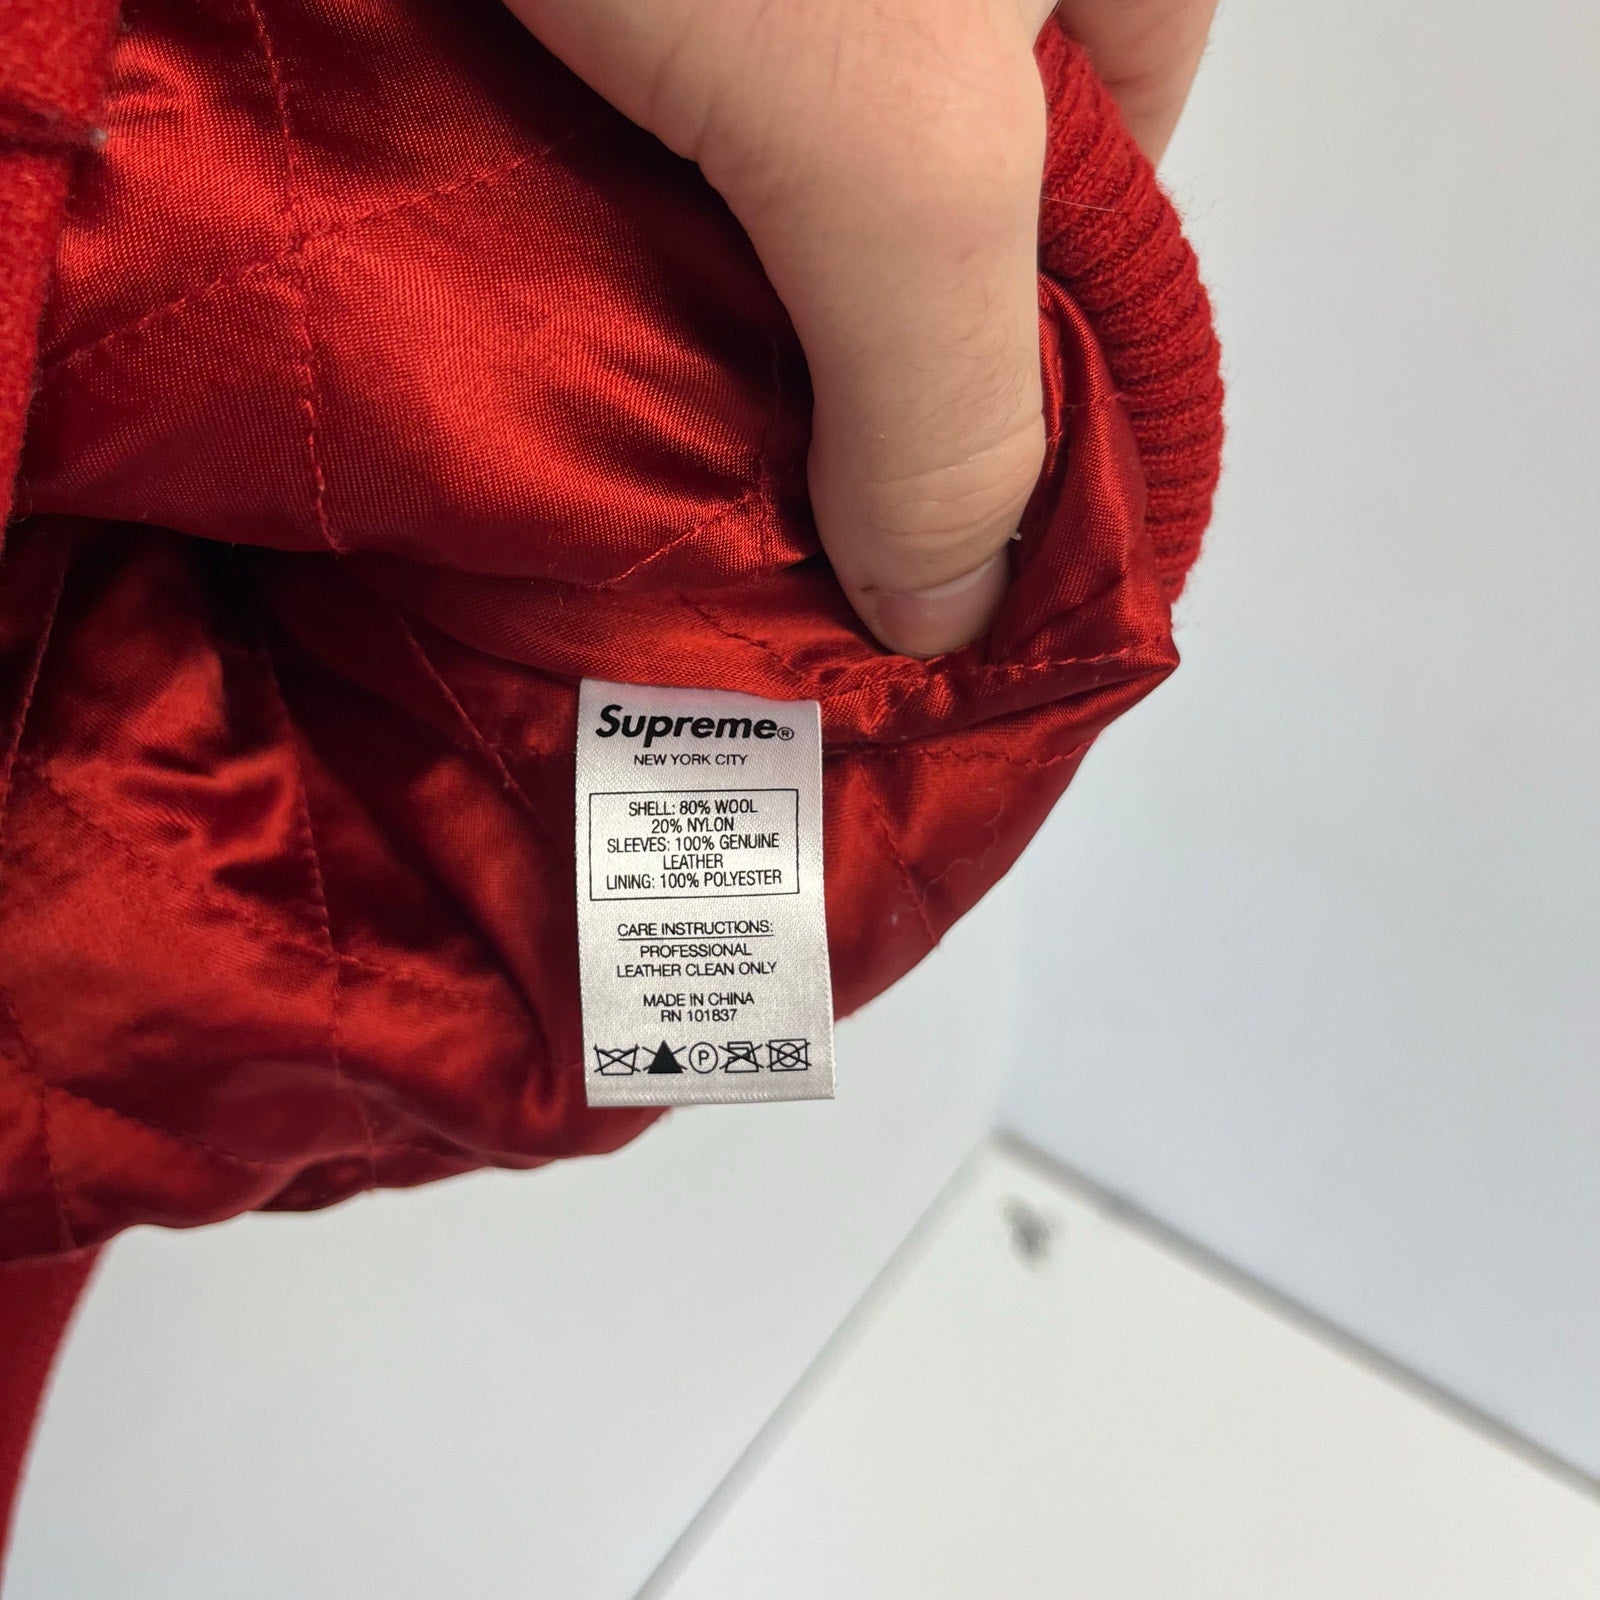 Supreme®
NEW YORK CITY
SHELL: 80% WOOL
20% NYLON
SLEEVES: 100% GENUINE
LEATHER
LINING: 100% POLYESTER
CARE INSTRUCTIONS:
PROFESSIONAL
LEATHER CLEAN ONLY
MADE IN CHINA
RN 101837
P